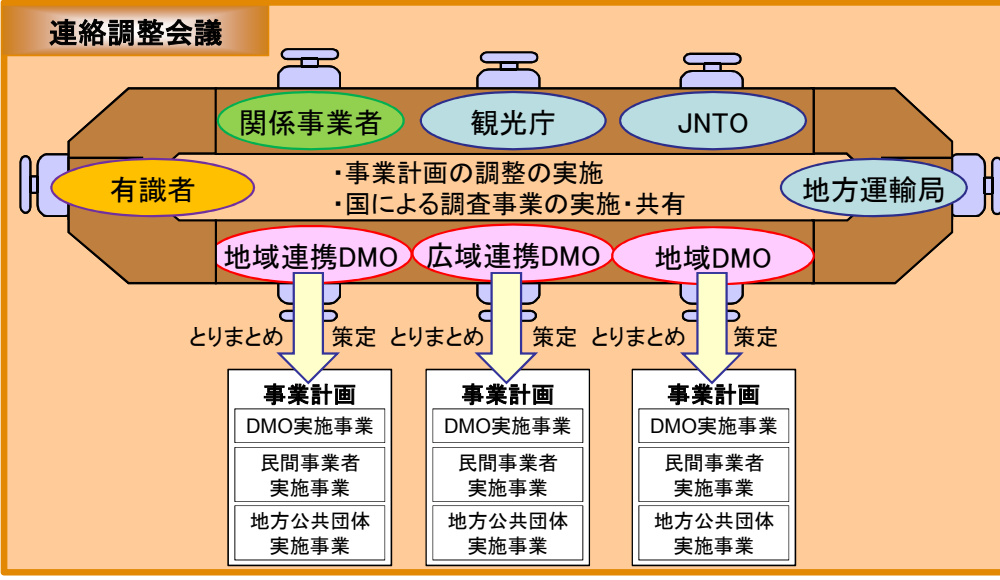 連絡調整会議
関係事業者
観光庁
JNTO
有識者
・事業計画の調整の実施
・国による調査事業の実施・共有
地方運輸局
地域連携DMO
広域連携DMO
地域DMO
とりまとめ
策定
とりまとめ
策定
とりまとめ
策定
事業計画
DMO実施事業
民間事業者
実施事業
地方公共団体
実施事業
事業計画
DMO実施事業
民間事業者
実施事業
地方公共団体
実施事業
事業計画
DMO実施事業
民間事業者
実施事業
地方公共団体
実施事業